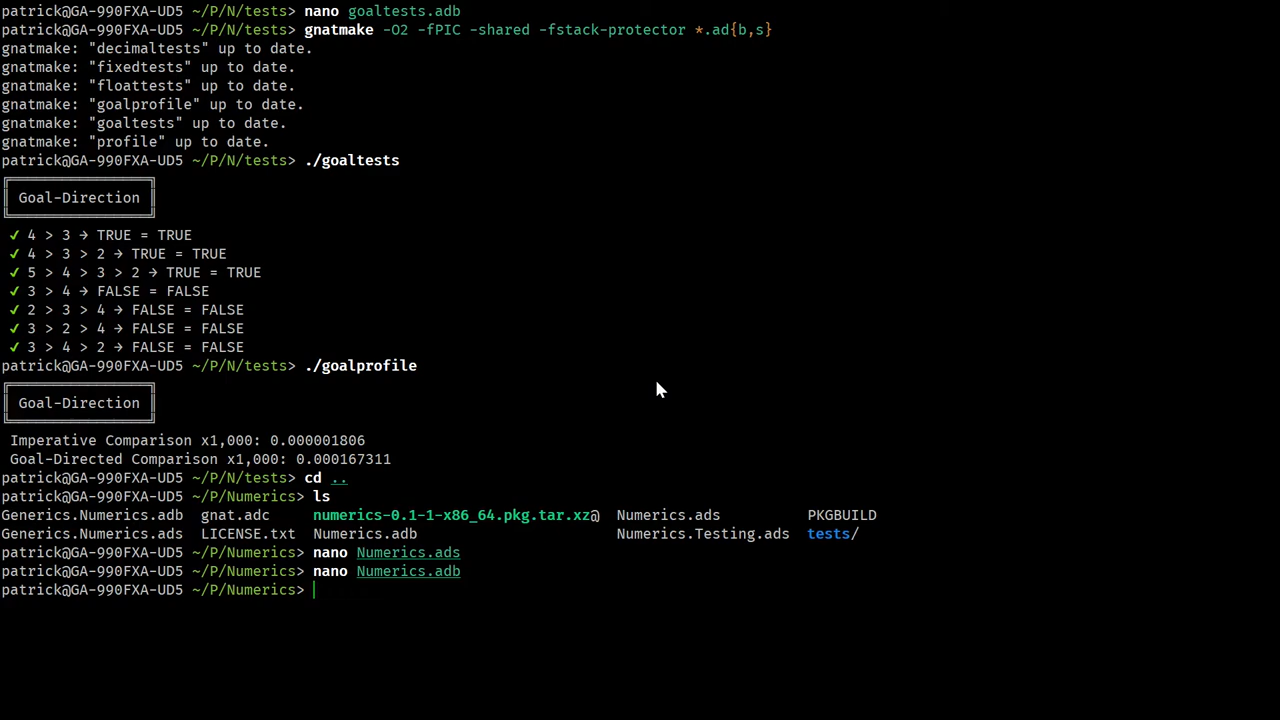 patrick@GA-990FXA-UD5 ~/P/N/tests> nano goaltests.adb
patrick@GA-990FXA-UD5 ~/P/N/tests> gnatmake -O2 -fPIC -shared -fstack-protector *.ad{b,s}
gnatmake: "decimaltests" up to date.
gnatmake: "fixedtests" up to date.
gnatmake: "floattests" up to date.
gnatmake: "goalprofile" up to date.
gnatmake: "goaltests" up to date.
gnatmake: "profile" up to date.
patrick@GA-990FXA-UD5 ~/P/N/tests> ./goaltests
Goal-Direction
✓ 4 > 3 → TRUE = TRUE
✓ 4 > 3 > 2 → TRUE = TRUE
✓ 5 > 4 > 3 > 2 → TRUE = TRUE
✓ 3 > 4 → FALSE = FALSE
✓ 2 > 3 > 4 → FALSE = FALSE
✓ 3 > 2 > 4 → FALSE = FALSE
✓ 3 > 4 > 2 → FALSE = FALSE
patrick@GA-990FXA-UD5 ~/P/N/tests> ./goalprofile
Goal-Direction
Imperative Comparison x1,000: 0.000001806
Goal-Directed Comparison x1,000: 0.000167311
patrick@GA-990FXA-UD5 ~/P/N/tests> cd ..
patrick@GA-990FXA-UD5 ~/P/Numerics> ls
Generics.Numerics.adb gnat.adc numerics-0.1-1-x86_64.pkg.tar.xz@ Numerics.ads PKGBUILD
Generics.Numerics.ads LICENSE.txt Numerics.adb Numerics.Testing.ads tests/
patrick@GA-990FXA-UD5 ~/P/Numerics> nano Numerics.ads
patrick@GA-990FXA-UD5 ~/P/Numerics> nano Numerics.adb
patrick@GA-990FXA-UD5 ~/P/Numerics>